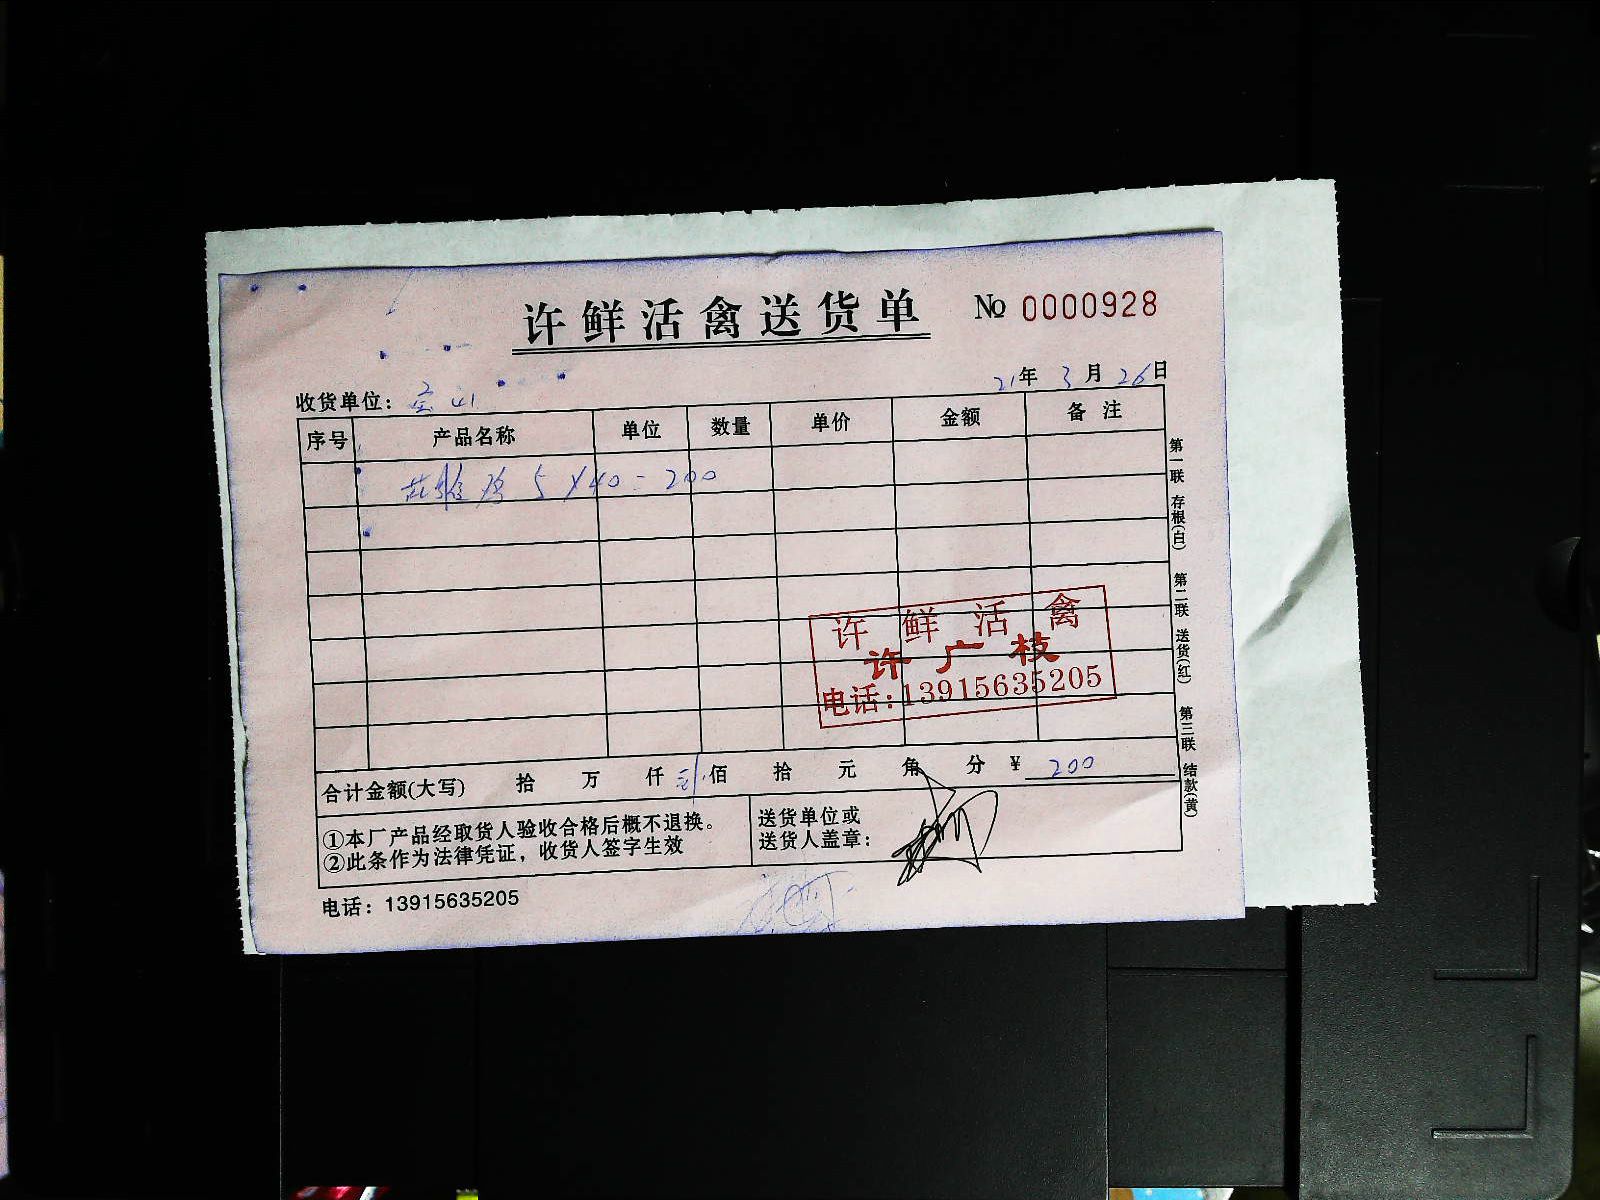 许鲜活禽送货单 № 0000928
收货单位： 21年 3月 26日
序号 产品名称 单位 数量 单价 金额 备注
5 × 40 = 200
许鲜活禽
许广枝
电话：13915635205
合计金额(大写) 拾 万 仟 佰 拾 元 角 分 ¥ 200
①本厂产品经取货人验收合格后概不退换。
②此条作为法律凭证，收货人签字生效
送货单位或
送货人盖章：
电话：13915635205
第一联 存根(白) 第二联 送货(红) 第三联 结款(黄)